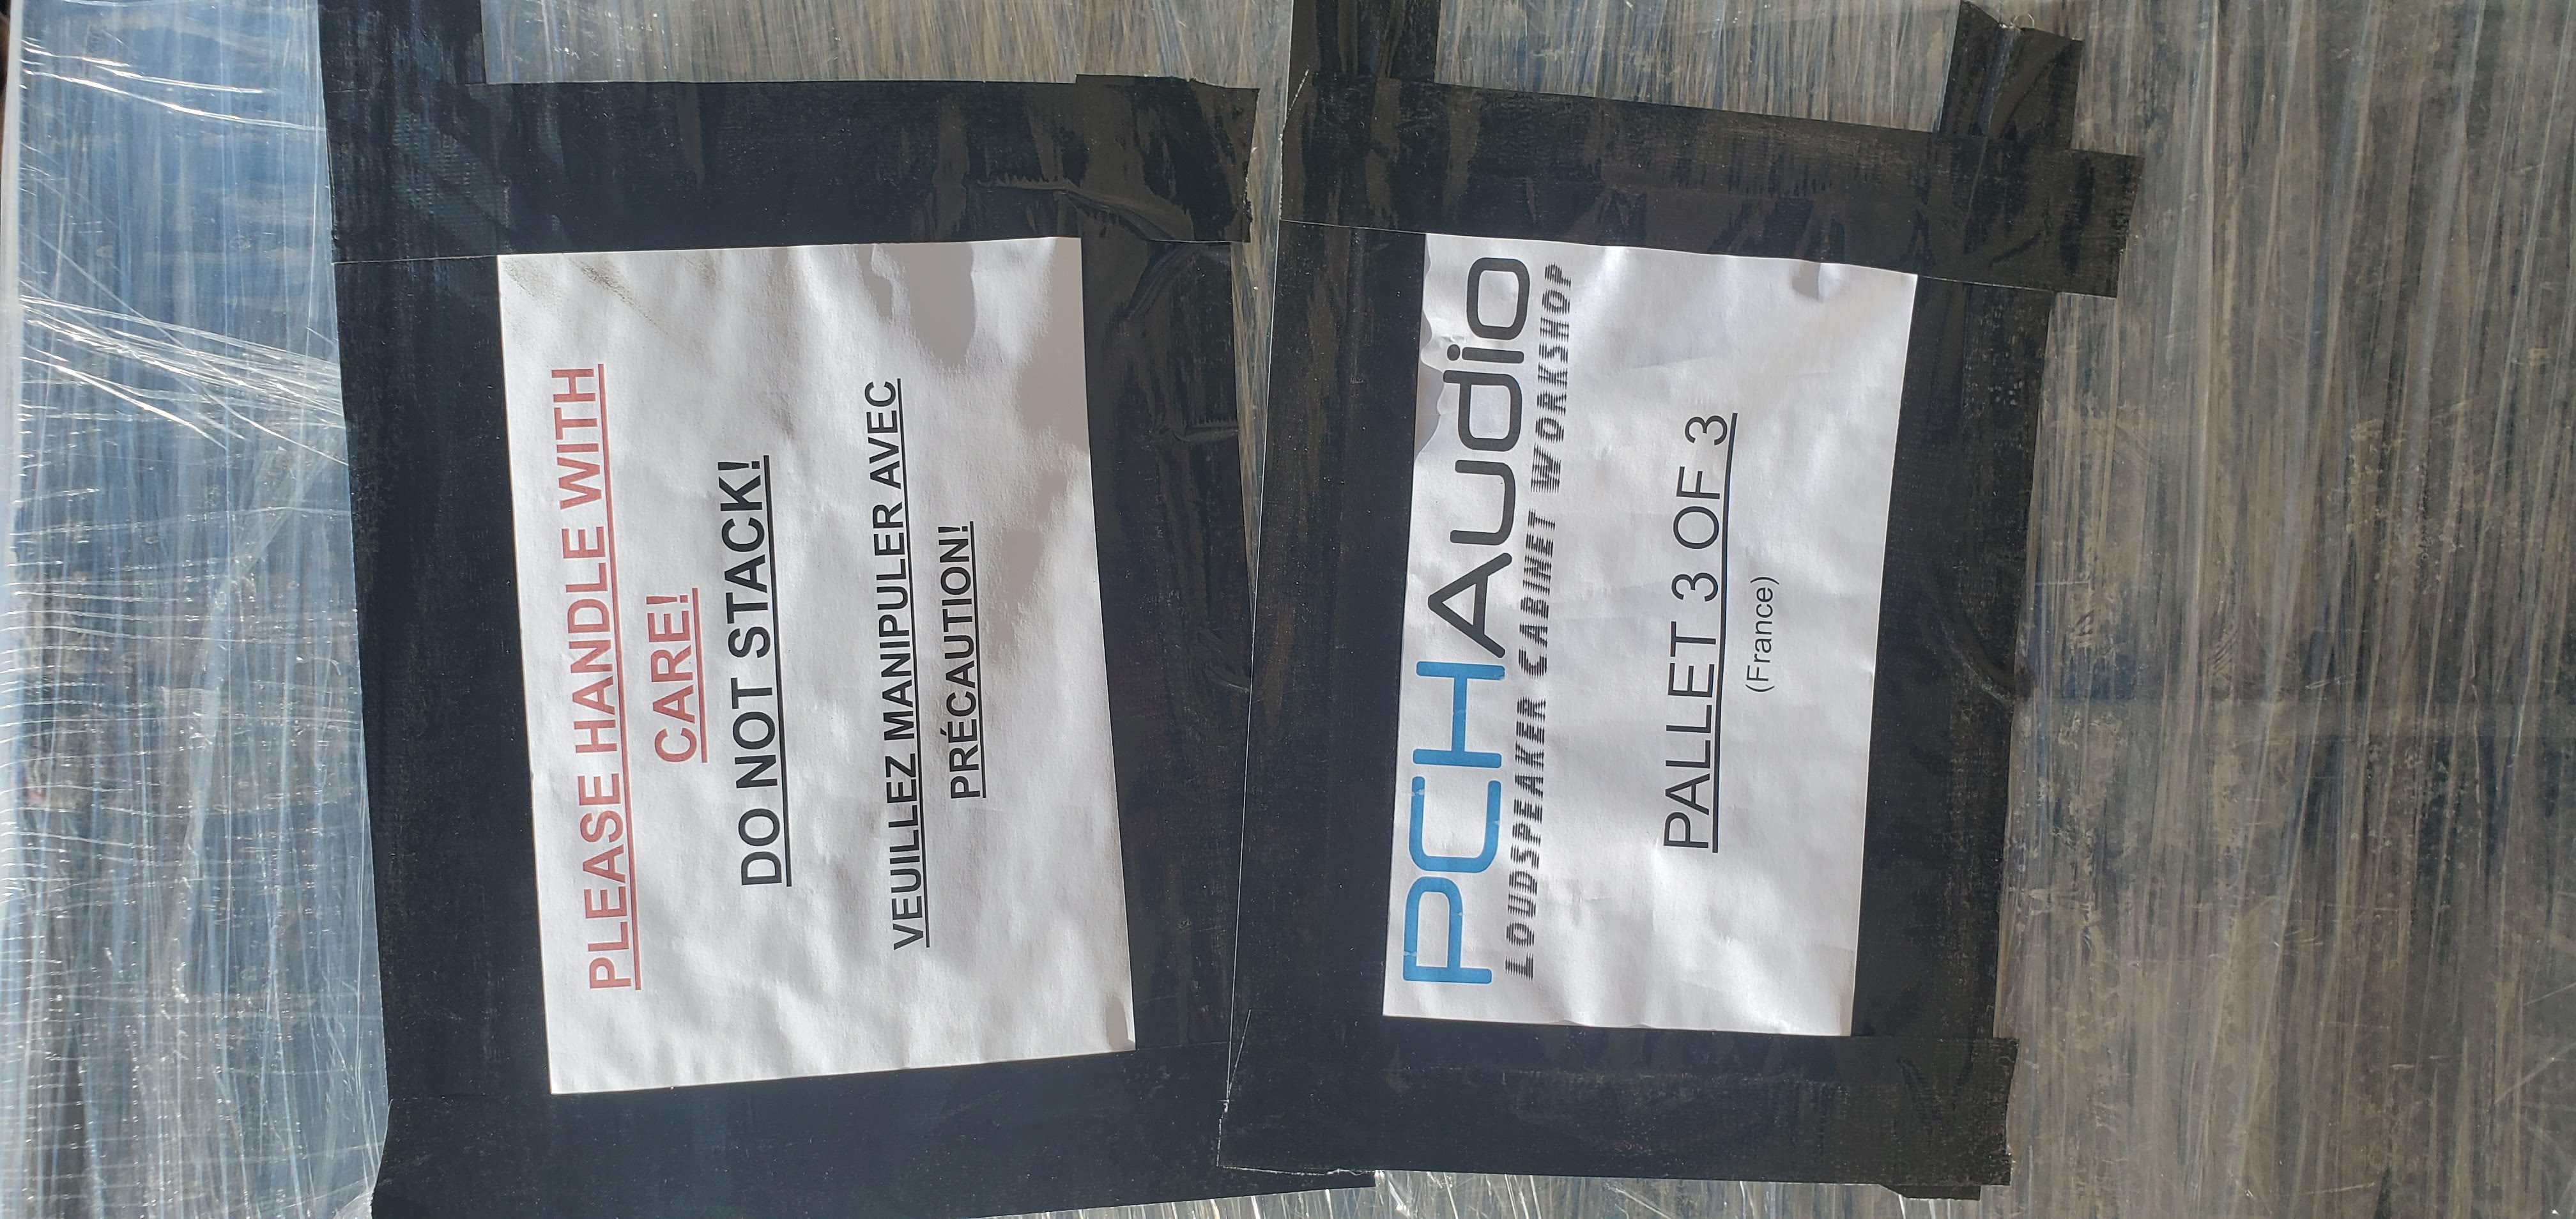 PLEASE HANDLE WITH
CARE!
DO NOT STACK!
VEUILLEZ MANIPULER AVEC
PRÉCAUTION!
PCHAudio
LOUDSPEAKER CABINET WORKSHOP
PALLET 3 OF 3
(France)